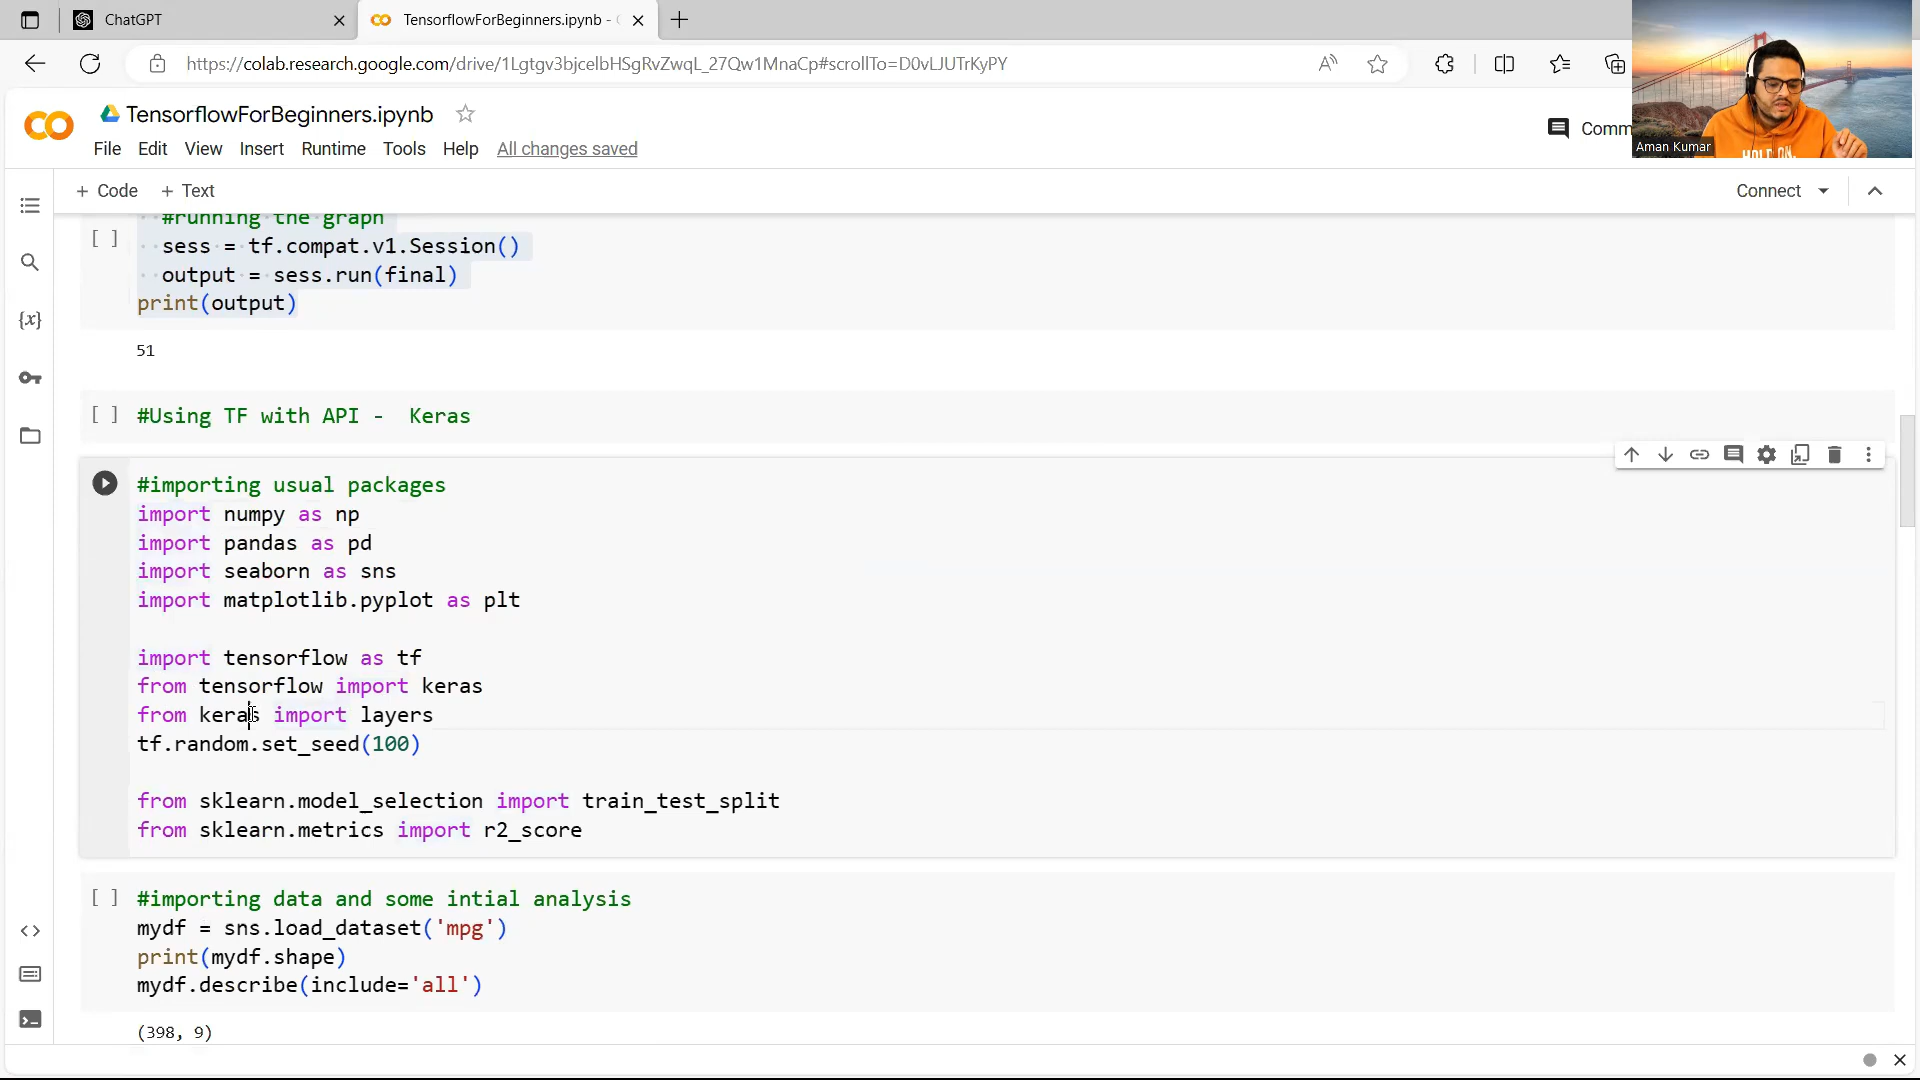 ChatGPT
TensorflowForBeginners.ipynb -
https://colab.research.google.com/drive/1Lgtgv3bjcelbHSgRvZwqL_27Qw1MnaCp#scrollTo=D0vLJUTrKyPY
TensorflowForBeginners.ipynb
File Edit View Insert Runtime Tools Help All changes saved
Comm
Aman Kumar
+ Code + Text
Connect
#running the graph
[ ] sess = tf.compat.v1.Session()
output = sess.run(final)
print(output)
51
[ ] #Using TF with API - Keras
#importing usual packages
import numpy as np
import pandas as pd
import seaborn as sns
import matplotlib.pyplot as plt
import tensorflow as tf
from tensorflow import keras
from keras import layers
tf.random.set_seed(100)
from sklearn.model_selection import train_test_split
from sklearn.metrics import r2_score
[ ] #importing data and some intial analysis
mydf = sns.load_dataset('mpg')
print(mydf.shape)
mydf.describe(include='all')
(398, 9)